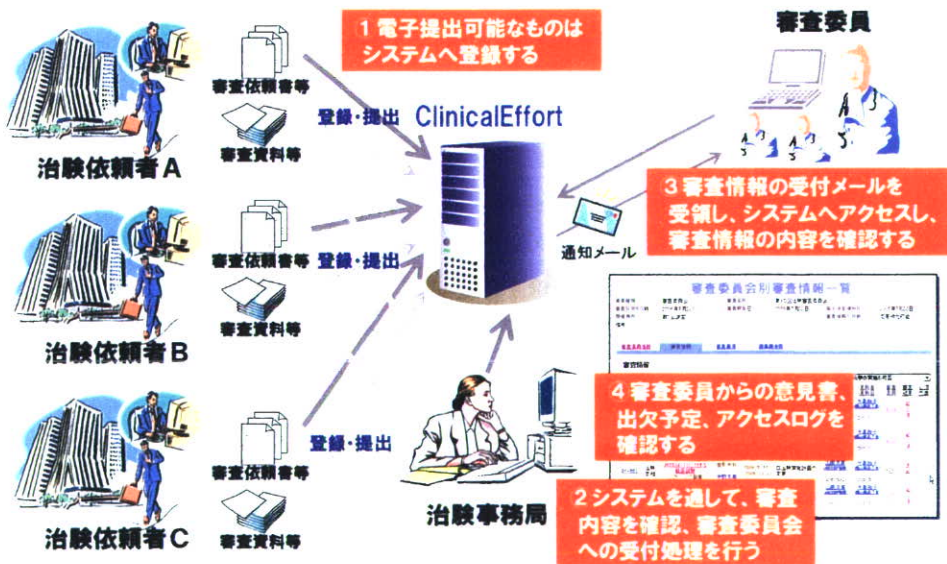 1 電子提出可能なものは
システムへ登録する
審査委員
審査依頼書等
審査資料等
登録・提出
ClinicalEffort
治験依頼者A
3 審査情報の受付メールを
受領し、システムへアクセスし、
審査情報の内容を確認する
通知メール
審査依頼書等
登録・提出
審査資料等
治験依頼者B
審査委員会別審査情報一覧
審査情報
4 審査委員からの意見書、
出欠予定、アクセスログを
確認する
審査依頼書等
登録・提出
審査資料等
治験依頼者C
治験事務局
2 システムを通して、審査
内容を確認、審査委員会
への受付処理を行う